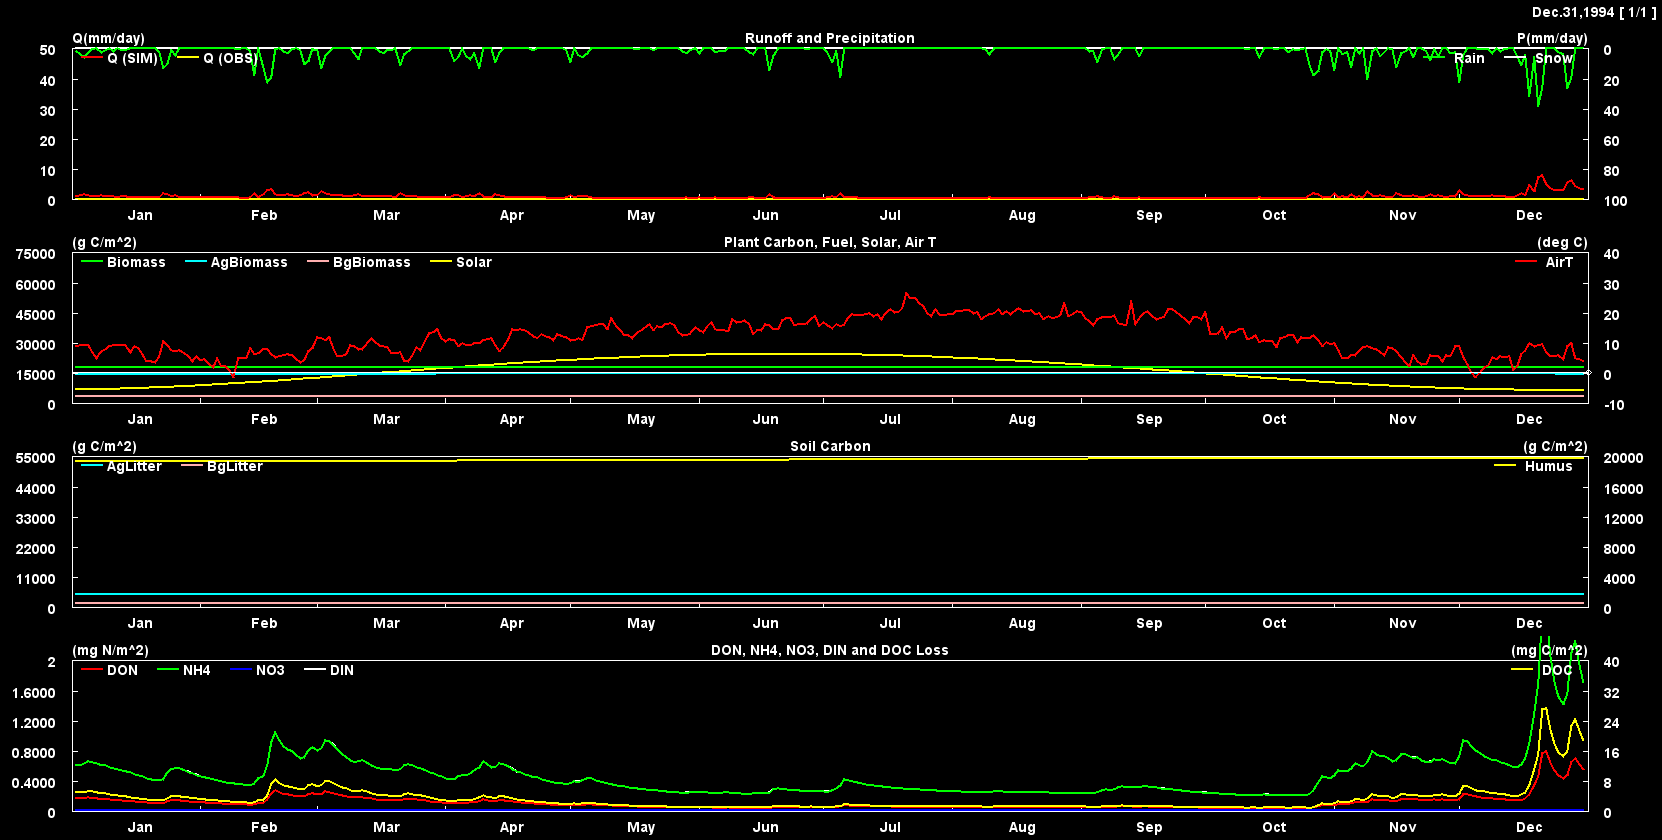 Dec.31,1994 [ 1/1 ]
Q(mm/day) Runoff and Precipitation P(mm/day)
50 0
Q (SIM) Q (OBS) Rain Snow
40 20
30 40
20 60
10 80
0 100
Jan Feb Mar Apr May Jun Jul Aug Sep Oct Nov Dec
(g C/m^2) Plant Carbon, Fuel, Solar, Air T (deg C)
75000 40
Biomass AgBiomass BgBiomass Solar AirT
60000 30
45000 20
30000 10
15000 0
0 -10
Jan Feb Mar Apr May Jun Jul Aug Sep Oct Nov Dec
(g C/m^2) Soil Carbon (g C/m^2)
55000 20000
AgLitter BgLitter Humus
44000 16000
33000 12000
22000 8000
11000 4000
0 0
Jan Feb Mar Apr May Jun Jul Aug Sep Oct Nov Dec
(mg N/m^2) DON, NH4, NO3, DIN and DOC Loss (mg C/m^2)
2 40
DON NH4 NO3 DIN DOC
1.6000 32
1.2000 24
0.8000 16
0.4000 8
0 0
Jan Feb Mar Apr May Jun Jul Aug Sep Oct Nov Dec